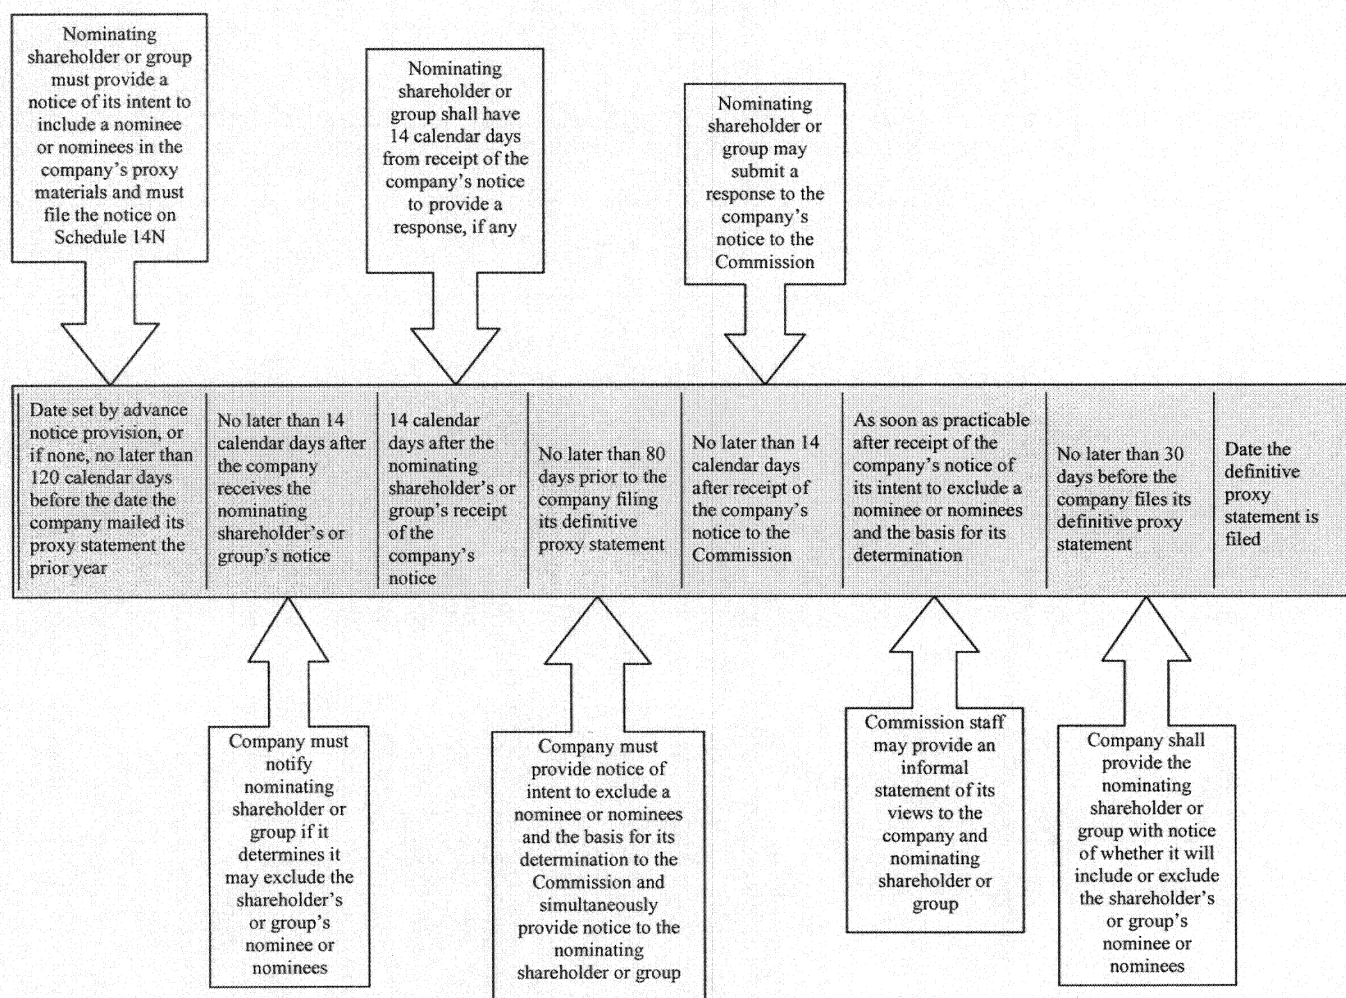 Nominating
shareholder or group
must provide a
notice of its intent to
include a nominee
or nominees in the
company's proxy
materials and must
file the notice on
Schedule 14N
Nominating
shareholder or
group shall have
14 calendar days
from receipt of the
company's notice
to provide a
response, if any
Nominating
shareholder or
group may
submit a
response to the
company's
notice to the
Commission
Date set by advance
notice provision, or
if none, no later than
120 calendar days
before the date the
company mailed its
proxy statement the
prior year
No later than 14
calendar days after
the company
receives the
nominating
shareholder's or
group's notice
14 calendar
days after the
nominating
shareholder's or
group's receipt
of the
company's
notice
No later than 80
days prior to the
company filing
its definitive
proxy statement
No later than 14
calendar days
after receipt of
the company's
notice to the
Commission
As soon as practicable
after receipt of the
company's notice of
its intent to exclude a
nominee or nominees
and the basis for its
determination
No later than 30
days before the
company files its
definitive proxy
statement
Date the
definitive
proxy
statement is
filed
Company must
notify
nominating
shareholder or
group if it
determines it
may exclude the
shareholder's
or group's
nominee or
nominees
Company must
provide notice of
intent to exclude a
nominee or nominees
and the basis for its
determination to the
Commission and
simultaneously
provide notice to the
nominating
shareholder or group
Commission staff
may provide an
informal
statement of its
views to the
company and
nominating
shareholder or
group
Company shall
provide the
nominating
shareholder or
group with notice
of whether it will
include or exclude
the shareholder's
or group's
nominee or
nominees